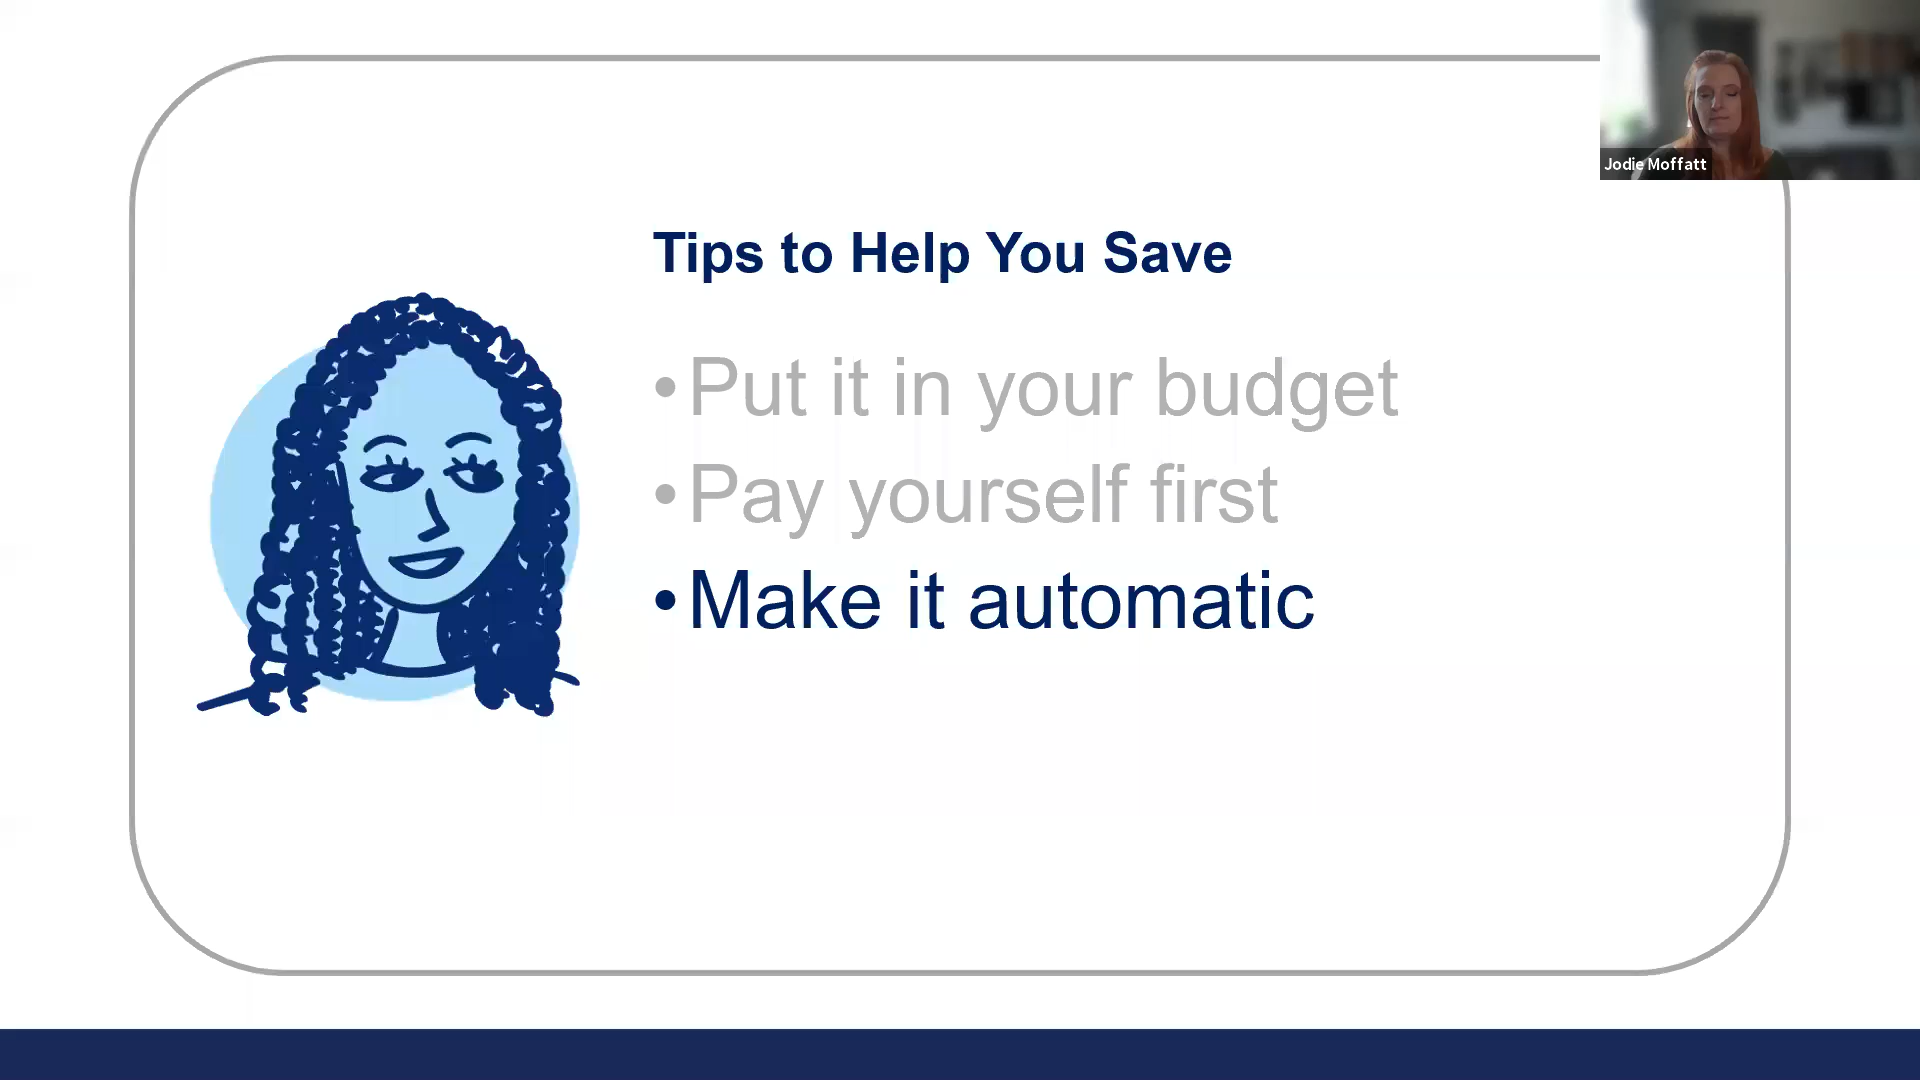 Jodie Moffatt
Tips to Help You Save
•Put it in your budget
•Pay yourself first
•Make it automatic